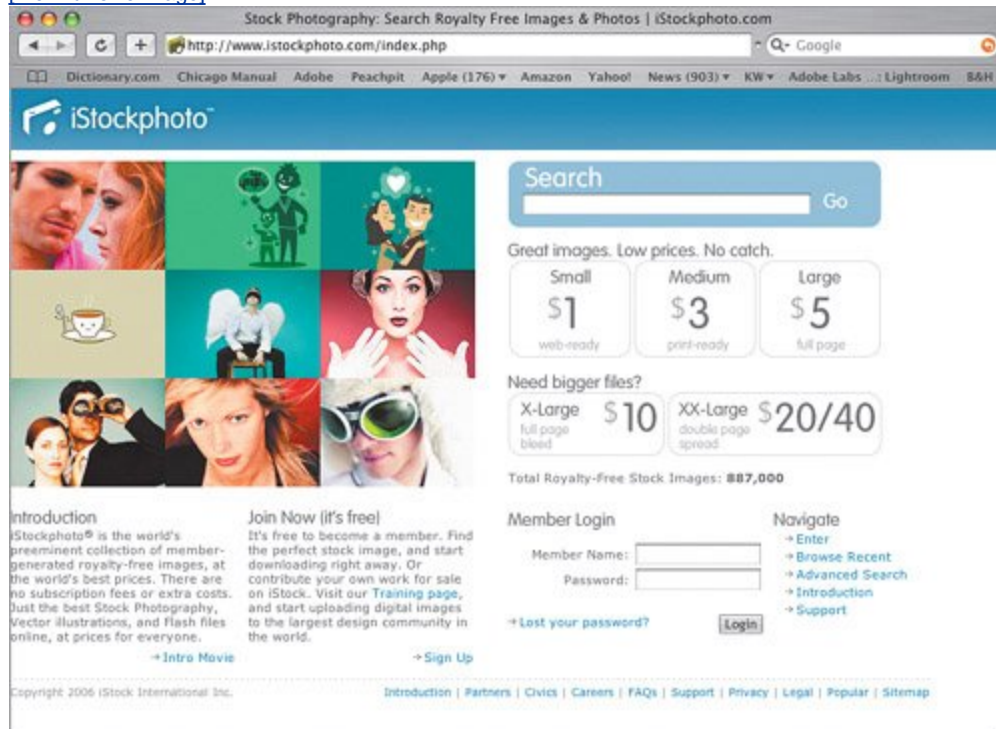 Stock Photography: Search Royalty Free Images & Photos | iStockphoto.com
http://www.istockphoto.com/index.php
Google
Dictionary.com Chicago Manual Adobe Peachpit Apple (176) Amazon Yahoo! News (903) KW Adobe Labs ...: Lightroom B&H
iStockphoto™
Search
Go
Great images. Low prices. No catch.
Small Medium Large
$1 $3 $5
web-ready print-ready full page
Need bigger files?
X-Large $10 XX-Large $20/40
full page double page
bleed spread
Total Royalty-Free Stock Images: 887,000
Introduction
iStockphoto® is the world's
preeminent collection of member-
generated royalty-free images, at
the world's best prices. There are
no subscription fees or extra costs.
Just the best Stock Photography,
Vector illustrations, and Flash files
online, at prices for everyone.
→Intro Movie
Join Now (it's free)
It's free to become a member. Find
the perfect stock image, and start
downloading right away. Or
contribute your own work for sale
on iStock. Visit our Training page,
and start uploading digital images
to the largest design community in
the world.
→Sign Up
Member Login
Member Name:
Password:
→Lost your password?
Login
Navigate
→Enter
→Browse Recent
→Advanced Search
→Introduction
→Support
Copyright 2006 iStock International Inc.
Introduction | Partners | Civics | Careers | FAQs | Support | Privacy | Legal | Popular | Sitemap